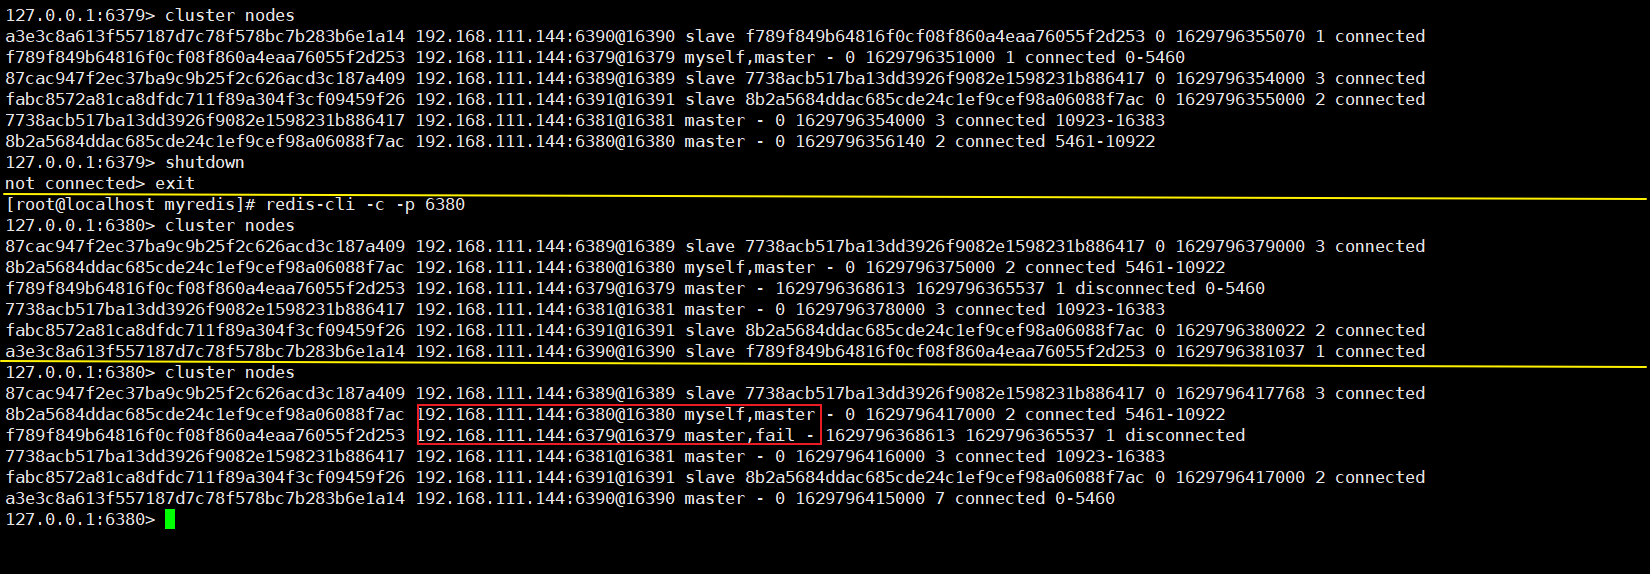 127.0.0.1:6379> cluster nodes
a3e3c8a613f557187d7c78f578bc7b283b6e1a14 192.168.111.144:6390@16390 slave f789f849b64816f0cf08f860a4eaa76055f2d253 0 1629796355070 1 connected
f789f849b64816f0cf08f860a4eaa76055f2d253 192.168.111.144:6379@16379 myself,master - 0 1629796351000 1 connected 0-5460
87cac947f2ec37ba9c9b25f2c626acd3c187a409 192.168.111.144:6389@16389 slave 7738acb517ba13dd3926f9082e1598231b886417 0 1629796354000 3 connected
fabc8572a81ca8dfdc711f89a304f3cf09459f26 192.168.111.144:6391@16391 slave 8b2a5684ddac685cde24c1ef9cef98a06088f7ac 0 1629796355000 2 connected
7738acb517ba13dd3926f9082e1598231b886417 192.168.111.144:6381@16381 master - 0 1629796354000 3 connected 10923-16383
8b2a5684ddac685cde24c1ef9cef98a06088f7ac 192.168.111.144:6380@16380 master - 0 1629796356140 2 connected 5461-10922
127.0.0.1:6379> shutdown
not connected> exit
[root@localhost myredis]# redis-cli -c -p 6380
127.0.0.1:6380> cluster nodes
87cac947f2ec37ba9c9b25f2c626acd3c187a409 192.168.111.144:6389@16389 slave 7738acb517ba13dd3926f9082e1598231b886417 0 1629796379000 3 connected
8b2a5684ddac685cde24c1ef9cef98a06088f7ac 192.168.111.144:6380@16380 myself,master - 0 1629796375000 2 connected 5461-10922
f789f849b64816f0cf08f860a4eaa76055f2d253 192.168.111.144:6379@16379 master - 1629796368613 1629796365537 1 disconnected 0-5460
7738acb517ba13dd3926f9082e1598231b886417 192.168.111.144:6381@16381 master - 0 1629796378000 3 connected 10923-16383
fabc8572a81ca8dfdc711f89a304f3cf09459f26 192.168.111.144:6391@16391 slave 8b2a5684ddac685cde24c1ef9cef98a06088f7ac 0 1629796380022 2 connected
a3e3c8a613f557187d7c78f578bc7b283b6e1a14 192.168.111.144:6390@16390 slave f789f849b64816f0cf08f860a4eaa76055f2d253 0 1629796381037 1 connected
127.0.0.1:6380> cluster nodes
87cac947f2ec37ba9c9b25f2c626acd3c187a409 192.168.111.144:6389@16389 slave 7738acb517ba13dd3926f9082e1598231b886417 0 1629796417768 3 connected
8b2a5684ddac685cde24c1ef9cef98a06088f7ac 192.168.111.144:6380@16380 myself,master - 0 1629796417000 2 connected 5461-10922
f789f849b64816f0cf08f860a4eaa76055f2d253 192.168.111.144:6379@16379 master,fail - 1629796368613 1629796365537 1 disconnected
7738acb517ba13dd3926f9082e1598231b886417 192.168.111.144:6381@16381 master - 0 1629796416000 3 connected 10923-16383
fabc8572a81ca8dfdc711f89a304f3cf09459f26 192.168.111.144:6391@16391 slave 8b2a5684ddac685cde24c1ef9cef98a06088f7ac 0 1629796417000 2 connected
a3e3c8a613f557187d7c78f578bc7b283b6e1a14 192.168.111.144:6390@16390 master - 0 1629796415000 7 connected 0-5460
127.0.0.1:6380>